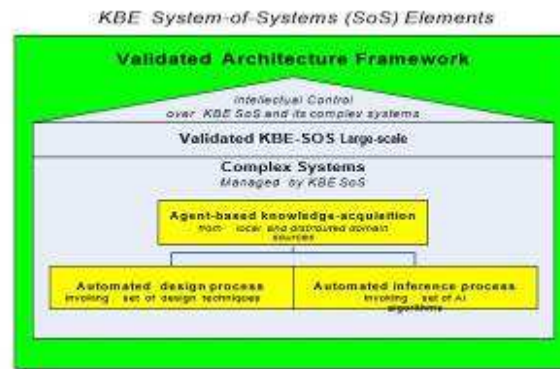 KBE System-of-Systems (SoS) Elements
Validated Architecture Framework
Intellectual Control
over KBE SoS and its complex systems
Validated KBE-SOS Large-scale
Complex Systems
Managed by KBE SoS
Agent-based knowledge-acquisition
from local and distributed domain
sources
Automated design process
invoking set of design techniques
Automated inference process
invoking set of AI
algorithms